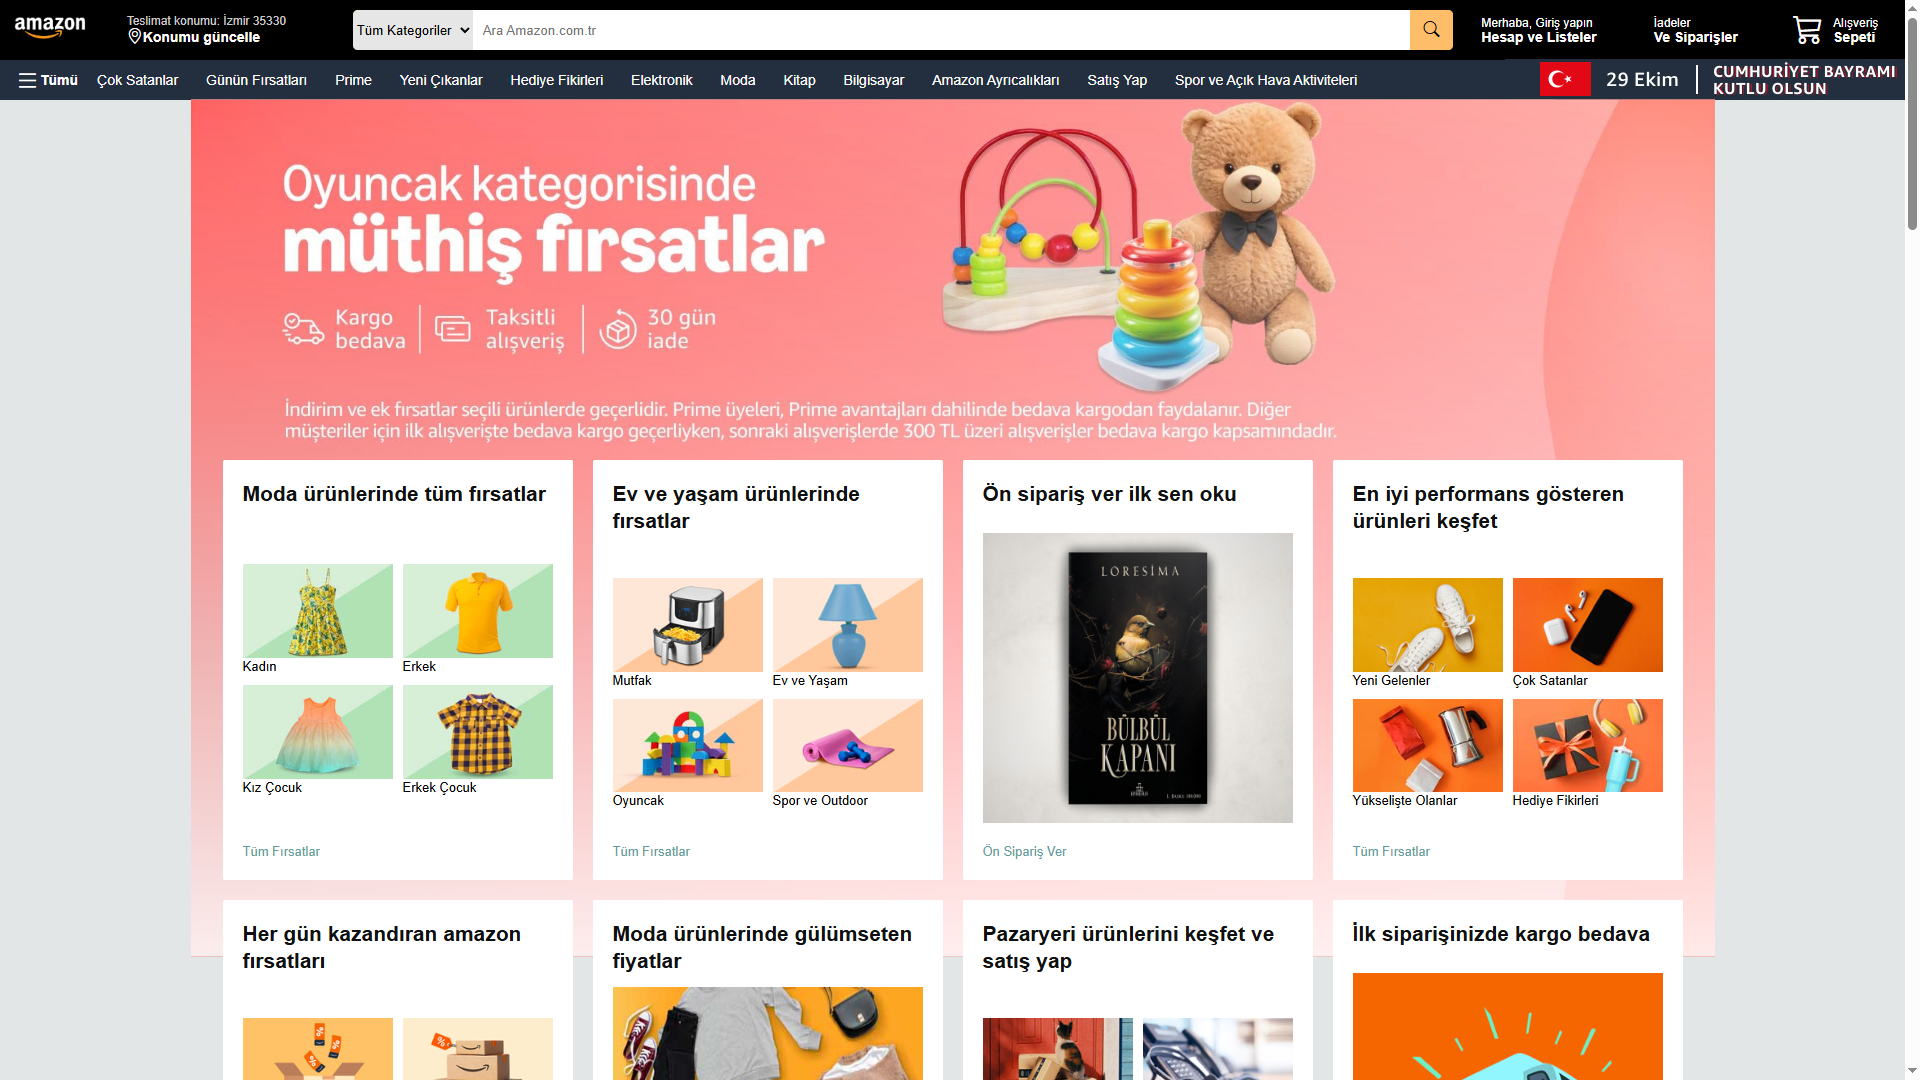 amazon
Teslimat konumu: İzmir 35330
Konumu güncelle
Tüm Kategoriler
Ara Amazon.com.tr
Merhaba, Giriş yapın
Hesap ve Listeler
İadeler
Ve Siparişler
Alışveriş
Sepeti
Tümü
Çok Satanlar
Günün Fırsatları
Prime
Yeni Çıkanlar
Hediye Fikirleri
Elektronik
Moda
Kitap
Bilgisayar
Amazon Ayrıcalıkları
Satış Yap
Spor ve Açık Hava Aktiviteleri
29 Ekim
CUMHURİYET BAYRAMI
KUTLU OLSUN
Oyuncak kategorisinde
müthiş fırsatlar
Kargo
bedava
Taksitli
alışveriş
30 gün
iade
İndirim ve ek fırsatlar seçili ürünlerde geçerlidir. Prime üyeleri, Prime avantajları dahilinde bedava kargodan faydalanır. Diğer
müşteriler için ilk alışverişte bedava kargo geçerliyken, sonraki alışverişlerde 300 TL üzeri alışverişler bedava kargo kapsamındadır.
Moda ürünlerinde tüm fırsatlar
Kadın
Erkek
Kız Çocuk
Erkek Çocuk
Tüm Fırsatlar
Ev ve yaşam ürünlerinde
fırsatlar
Mutfak
Ev ve Yaşam
Oyuncak
Spor ve Outdoor
Tüm Fırsatlar
Ön sipariş ver ilk sen oku
LORESİMA
BÜLBÜL
KAPANI
Ön Sipariş Ver
En iyi performans gösteren
ürünleri keşfet
Yeni Gelenler
Çok Satanlar
Yükselişte Olanlar
Hediye Fikirleri
Tüm Fırsatlar
Her gün kazandıran amazon
fırsatları
Moda ürünlerinde gülümseten
fiyatlar
Pazaryeri ürünlerini keşfet ve
satış yap
İlk siparişinizde kargo bedava